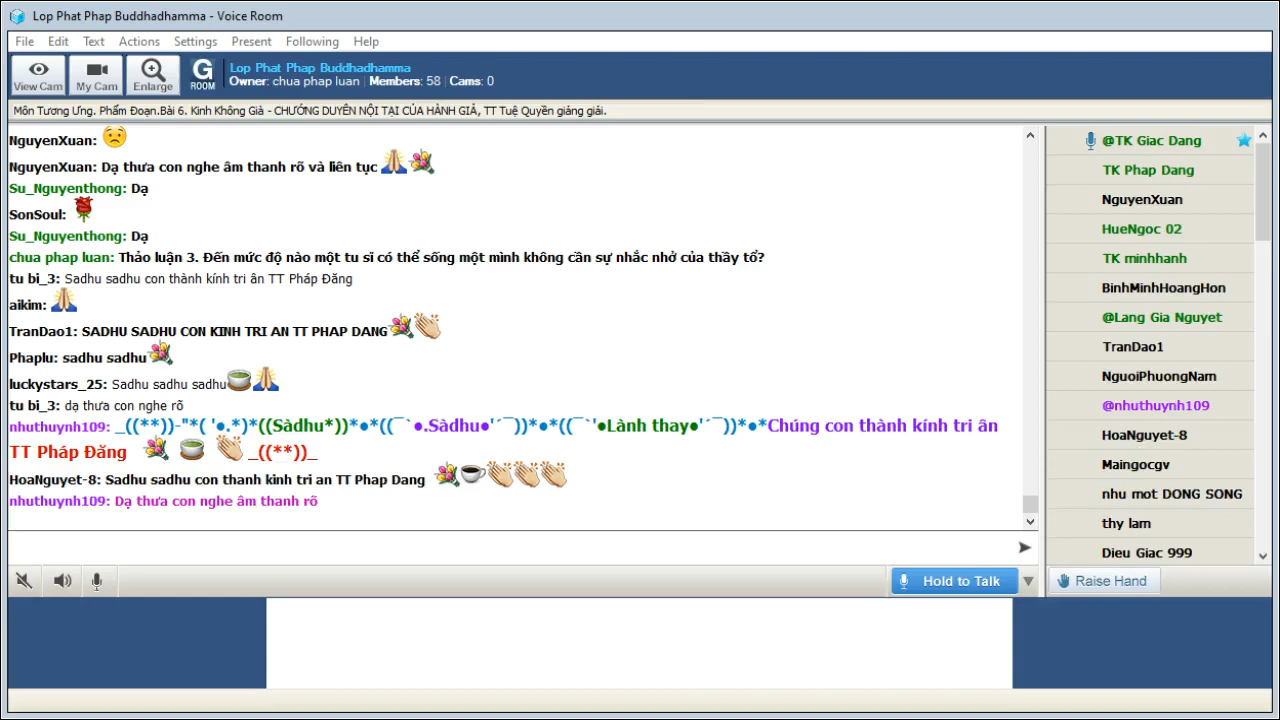 Lop Phat Phap Buddhadhamma - Voice Room
File Edit Text Actions Settings Present Following Help
View Cam My Cam Enlarge G ROOM
Lop Phat Phap Buddhadhamma
Owner: chua phap luan Members: 58 Cams: 0
Môn Tương Ưng. Phẩm Đoạn.Bài 6. Kinh Không Già - CHƯỚNG DUYÊN NỘI TẠI CỦA HÀNH GIẢ, TT Tuệ Quyền giảng giải.
NguyenXuan:
NguyenXuan: Dạ thưa con nghe âm thanh rõ và liên tục
Su_Nguyenthong: Dạ
SonSoul:
Su_Nguyenthong: Dạ
chua phap luan: Thảo luận 3. Đến mức độ nào một tu sĩ có thể sống một mình không cần sự nhắc nhở của thầy tổ?
tu bi_3: Sadhu sadhu con thành kính tri ân TT Pháp Đăng
aikim:
TranDao1: SADHU SADHU CON KINH TRI AN TT PHAP DANG
Phaplu: sadhu sadhu
luckystars_25: Sadhu sadhu sadhu
tu bi_3: dạ thưa con nghe rõ
nhuthuynh109: _((**))-"*( '●.*)*((Sàdhu*))*●*((¯`●.Sàdhu●'´¯))*●*●*((¯`'●Lành thay●'´¯))*●*●*Chúng con thành kính tri ân
TT Pháp Đăng _((**))_
HoaNguyet-8: Sadhu sadhu con thanh kinh tri an TT Phap Dang
nhuthuynh109: Dạ thưa con nghe âm thanh rõ
@TK Giac Dang
TK Phap Dang
NguyenXuan
HueNgoc 02
TK minhhanh
BinhMinhHoangHon
@Lang Gia Nguyet
TranDao1
NguoiPhuongNam
@nhuthuynh109
HoaNguyet-8
Maingocgv
nhu mot DONG SONG
thy lam
Dieu Giac 999
Hold to Talk
Raise Hand